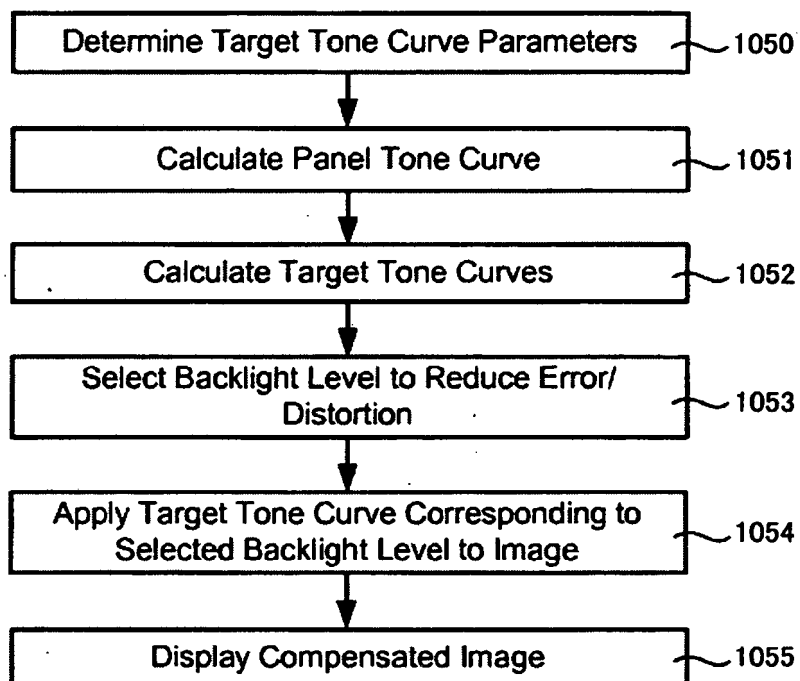 Determine Target Tone Curve Parameters 1050
Calculate Panel Tone Curve 1051
Calculate Target Tone Curves 1052
Select Backlight Level to Reduce Error/
Distortion 1053
Apply Target Tone Curve Corresponding to
Selected Backlight Level to Image 1054
Display Compensated Image 1055